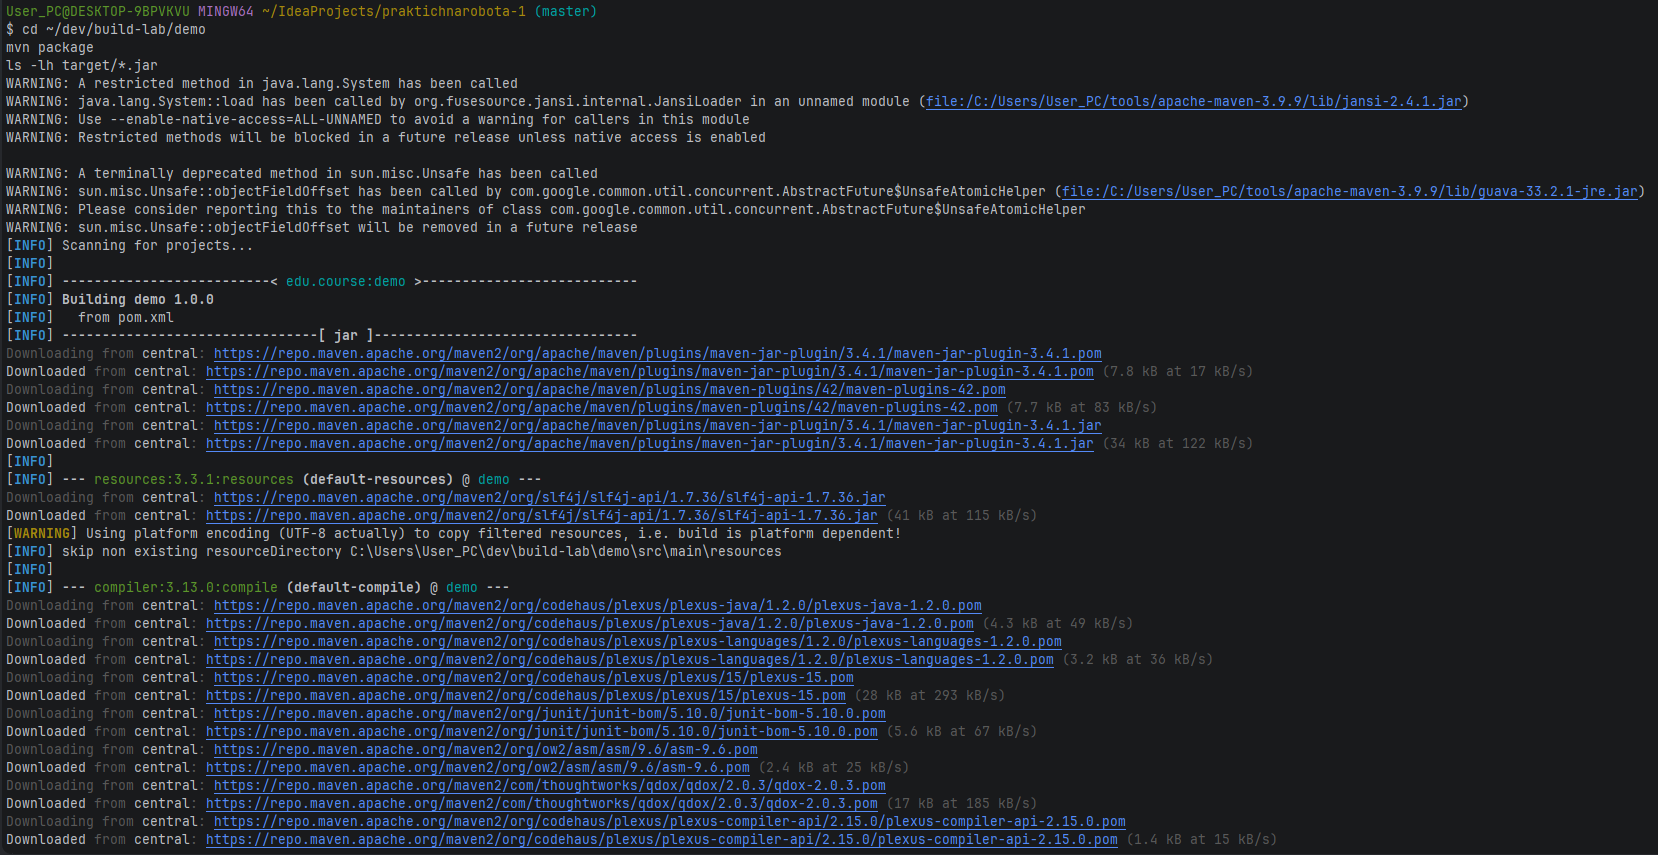 User_PC@DESKTOP-9BPVKVU MINGW64 ~/IdeaProjects/praktichnarobota-1 (master)
$ cd ~/dev/build-lab/demo
mvn package
ls -lh target/*.jar
WARNING: A restricted method in java.lang.System has been called
WARNING: java.lang.System::load has been called by org.fusesource.jansi.internal.JansiLoader in an unnamed module (file:/C:/Users/User_PC/tools/apache-maven-3.9.9/lib/jansi-2.4.1.jar)
WARNING: Use --enable-native-access=ALL-UNNAMED to avoid a warning for callers in this module
WARNING: Restricted methods will be blocked in a future release unless native access is enabled
WARNING: A terminally deprecated method in sun.misc.Unsafe has been called
WARNING: sun.misc.Unsafe::objectFieldOffset has been called by com.google.common.util.concurrent.AbstractFuture$UnsafeAtomicHelper (file:/C:/Users/User_PC/tools/apache-maven-3.9.9/lib/guava-33.2.1-jre.jar)
WARNING: Please consider reporting this to the maintainers of class com.google.common.util.concurrent.AbstractFuture$UnsafeAtomicHelper
WARNING: sun.misc.Unsafe::objectFieldOffset will be removed in a future release
[INFO] Scanning for projects...
[INFO]
[INFO] --------------------------< edu.course:demo >---------------------------
[INFO] Building demo 1.0.0
[INFO]   from pom.xml
[INFO] --------------------------------[ jar ]---------------------------------
Downloading from central: https://repo.maven.apache.org/maven2/org/apache/maven/plugins/maven-jar-plugin/3.4.1/maven-jar-plugin-3.4.1.pom
Downloaded from central: https://repo.maven.apache.org/maven2/org/apache/maven/plugins/maven-jar-plugin/3.4.1/maven-jar-plugin-3.4.1.pom (7.8 kB at 17 kB/s)
Downloading from central: https://repo.maven.apache.org/maven2/org/apache/maven/plugins/maven-plugins/42/maven-plugins-42.pom
Downloaded from central: https://repo.maven.apache.org/maven2/org/apache/maven/plugins/maven-plugins/42/maven-plugins-42.pom (7.7 kB at 83 kB/s)
Downloading from central: https://repo.maven.apache.org/maven2/org/apache/maven/plugins/maven-jar-plugin/3.4.1/maven-jar-plugin-3.4.1.jar
Downloaded from central: https://repo.maven.apache.org/maven2/org/apache/maven/plugins/maven-jar-plugin/3.4.1/maven-jar-plugin-3.4.1.jar (34 kB at 122 kB/s)
[INFO]
[INFO] --- resources:3.3.1:resources (default-resources) @ demo ---
Downloading from central: https://repo.maven.apache.org/maven2/org/slf4j/slf4j-api/1.7.36/slf4j-api-1.7.36.jar
Downloaded from central: https://repo.maven.apache.org/maven2/org/slf4j/slf4j-api/1.7.36/slf4j-api-1.7.36.jar (41 kB at 115 kB/s)
[WARNING] Using platform encoding (UTF-8 actually) to copy filtered resources, i.e. build is platform dependent!
[INFO] skip non existing resourceDirectory C:\Users\User_PC\dev\build-lab\demo\src\main\resources
[INFO]
[INFO] --- compiler:3.13.0:compile (default-compile) @ demo ---
Downloading from central: https://repo.maven.apache.org/maven2/org/codehaus/plexus/plexus-java/1.2.0/plexus-java-1.2.0.pom
Downloaded from central: https://repo.maven.apache.org/maven2/org/codehaus/plexus/plexus-java/1.2.0/plexus-java-1.2.0.pom (4.3 kB at 49 kB/s)
Downloading from central: https://repo.maven.apache.org/maven2/org/codehaus/plexus/plexus-languages/1.2.0/plexus-languages-1.2.0.pom
Downloaded from central: https://repo.maven.apache.org/maven2/org/codehaus/plexus/plexus-languages/1.2.0/plexus-languages-1.2.0.pom (3.2 kB at 36 kB/s)
Downloading from central: https://repo.maven.apache.org/maven2/org/codehaus/plexus/plexus/15/plexus-15.pom
Downloaded from central: https://repo.maven.apache.org/maven2/org/codehaus/plexus/plexus/15/plexus-15.pom (28 kB at 293 kB/s)
Downloading from central: https://repo.maven.apache.org/maven2/org/junit/junit-bom/5.10.0/junit-bom-5.10.0.pom
Downloaded from central: https://repo.maven.apache.org/maven2/org/junit/junit-bom/5.10.0/junit-bom-5.10.0.pom (5.6 kB at 67 kB/s)
Downloading from central: https://repo.maven.apache.org/maven2/org/ow2/asm/asm/9.6/asm-9.6.pom
Downloaded from central: https://repo.maven.apache.org/maven2/org/ow2/asm/asm/9.6/asm-9.6.pom (2.4 kB at 25 kB/s)
Downloading from central: https://repo.maven.apache.org/maven2/com/thoughtworks/qdox/qdox/2.0.3/qdox-2.0.3.pom
Downloaded from central: https://repo.maven.apache.org/maven2/com/thoughtworks/qdox/qdox/2.0.3/qdox-2.0.3.pom (17 kB at 185 kB/s)
Downloading from central: https://repo.maven.apache.org/maven2/org/codehaus/plexus/plexus-compiler-api/2.15.0/plexus-compiler-api-2.15.0.pom
Downloaded from central: https://repo.maven.apache.org/maven2/org/codehaus/plexus/plexus-compiler-api/2.15.0/plexus-compiler-api-2.15.0.pom (1.4 kB at 15 kB/s)